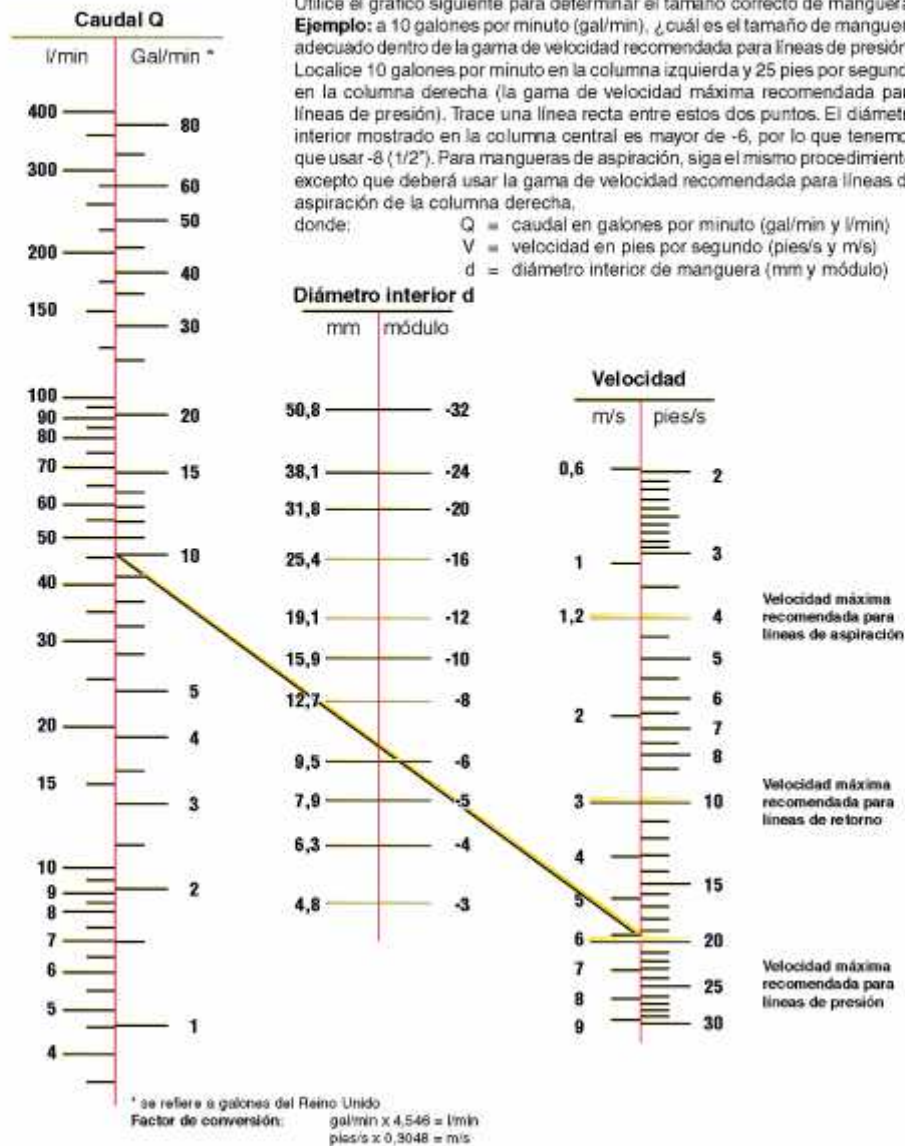 Utilice el gráfico siguiente para determinar el tamaño correcto de manguera
Ejemplo: a 10 galones por minuto (gal/min), ¿cuál es el tamaño de manguer
adecuado dentro de la gama de velocidad recomendada para líneas de presión
Localice 10 galones por minuto en la columna izquierda y 25 pies por segund
en la columna derecha (la gama de velocidad máxima recomendada par
líneas de presión). Trace una línea recta entre estos dos puntos. El diámetr
interior mostrado en la columna central es mayor de -6, por lo que tenemo
que usar -8 (1/2"). Para mangueras de aspiración, siga el mismo procedimient
excepto que deberá usar la gama de velocidad recomendada para líneas d
aspiración de la columna derecha.
donde:
Q = caudal en galones por minuto (gal/min y l/min)
V = velocidad en pies por segundo (pies/s y m/s)
d = diámetro interior de manguera (mm y módulo)
Caudal Q
l/min Gal/min *
400
80
300
60
50
200
40
150
30
100
20
90
80
70
15
60
50
10
40
30
5
20
4
15
3
10
2
9
8
7
6
5
1
4
Diámetro interior d
mm módulo
50,8 -32
38,1 -24
31,8 -20
25,4 -16
19,1 -12
15,9 -10
12,7 -8
9,5 -6
7,9 -5
6,3 -4
4,8 -3
Velocidad
m/s pies/s
0,6 2
3
1
1,2 4
5
6
2
7
8
3 10
4
15
5
6 20
7
25
8
9 30
Velocidad máxima
recomendada para
líneas de aspiración
Velocidad máxima
recomendada para
líneas de retorno
Velocidad máxima
recomendada para
líneas de presión
* se refiere a galones del Reino Unido
Factor de conversión: gal/min x 4,546 = l/min
pies/s x 0,3048 = m/s